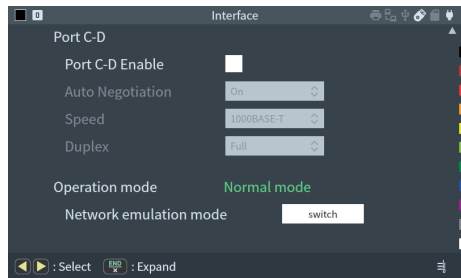 0 Interface
Port C-D
Port C-D Enable
Auto Negotiation On
Speed 1000BASE-T
Duplex Full
Operation mode Normal mode
Network emulation mode switch
: Select END × : Expand